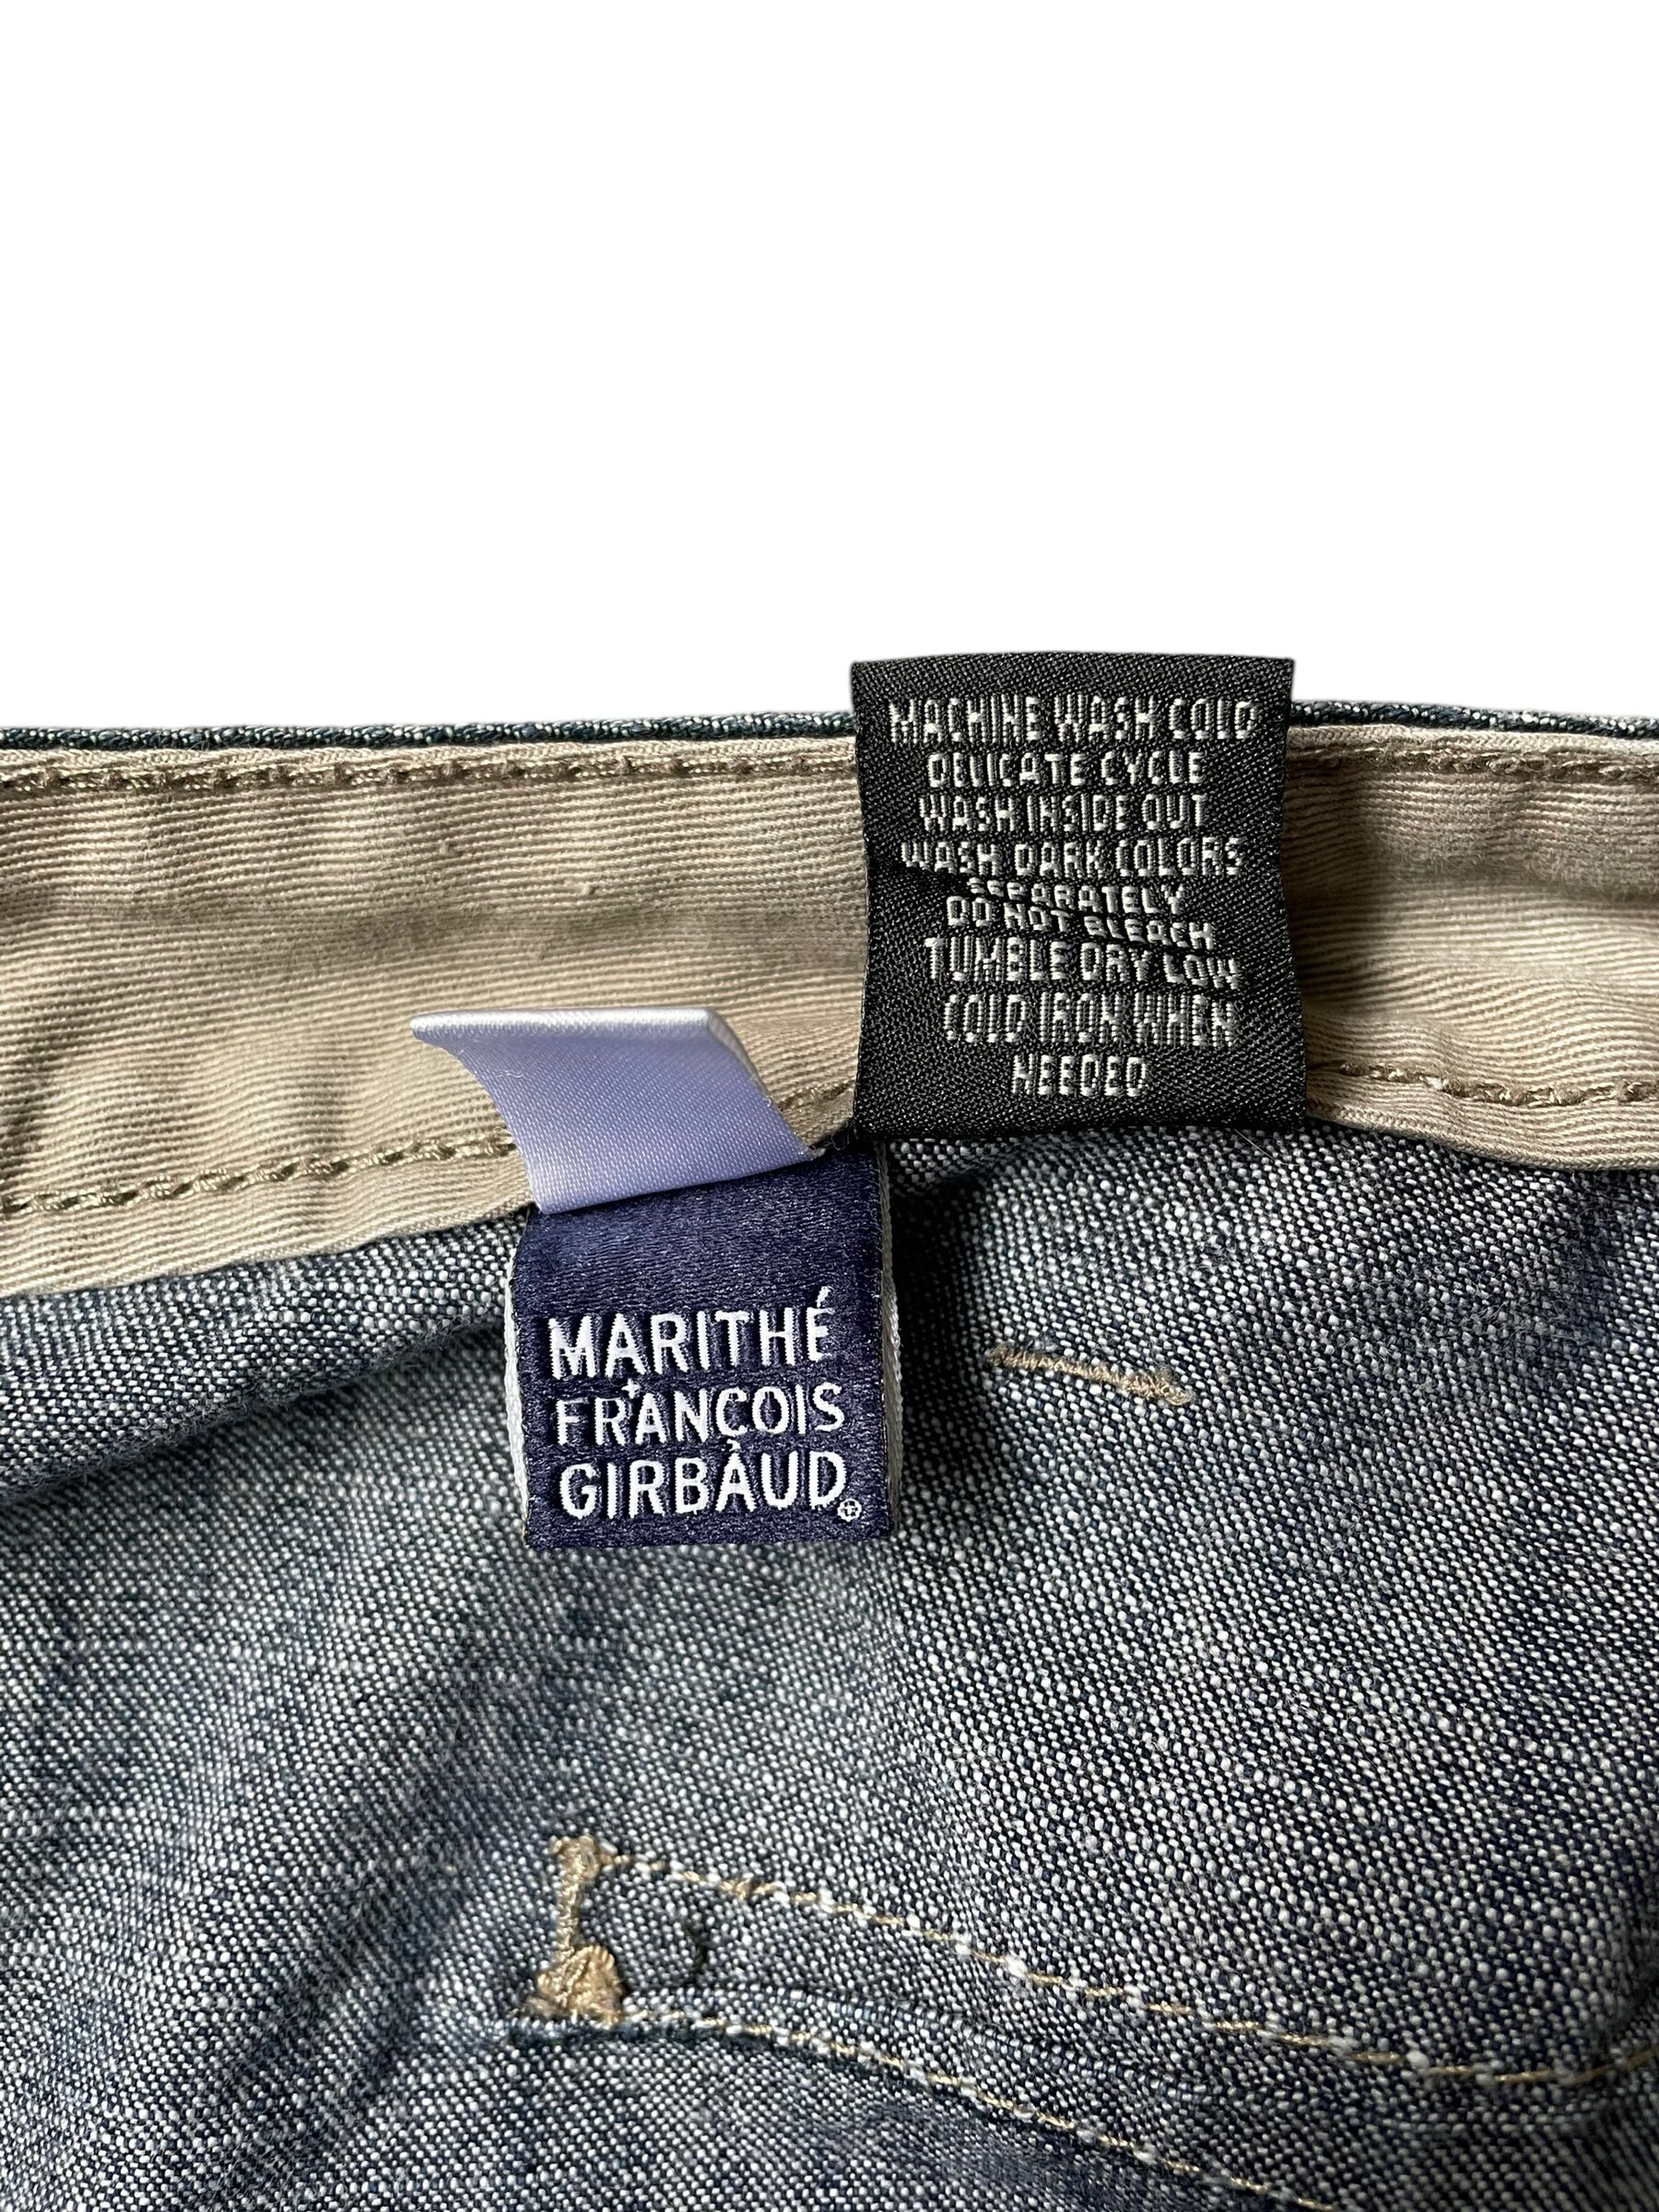 MACHINE WASH COLD
DELICATE CYCLE
WASH INSIDE OUT
WASH DARK COLORS
SEPARATELY
DO NOT BLEACH
TUMBLE DRY LOW
COLD IRON WHEN
NEEDED
MARITHÉ
+
FRANÇOIS
GIRBAUD